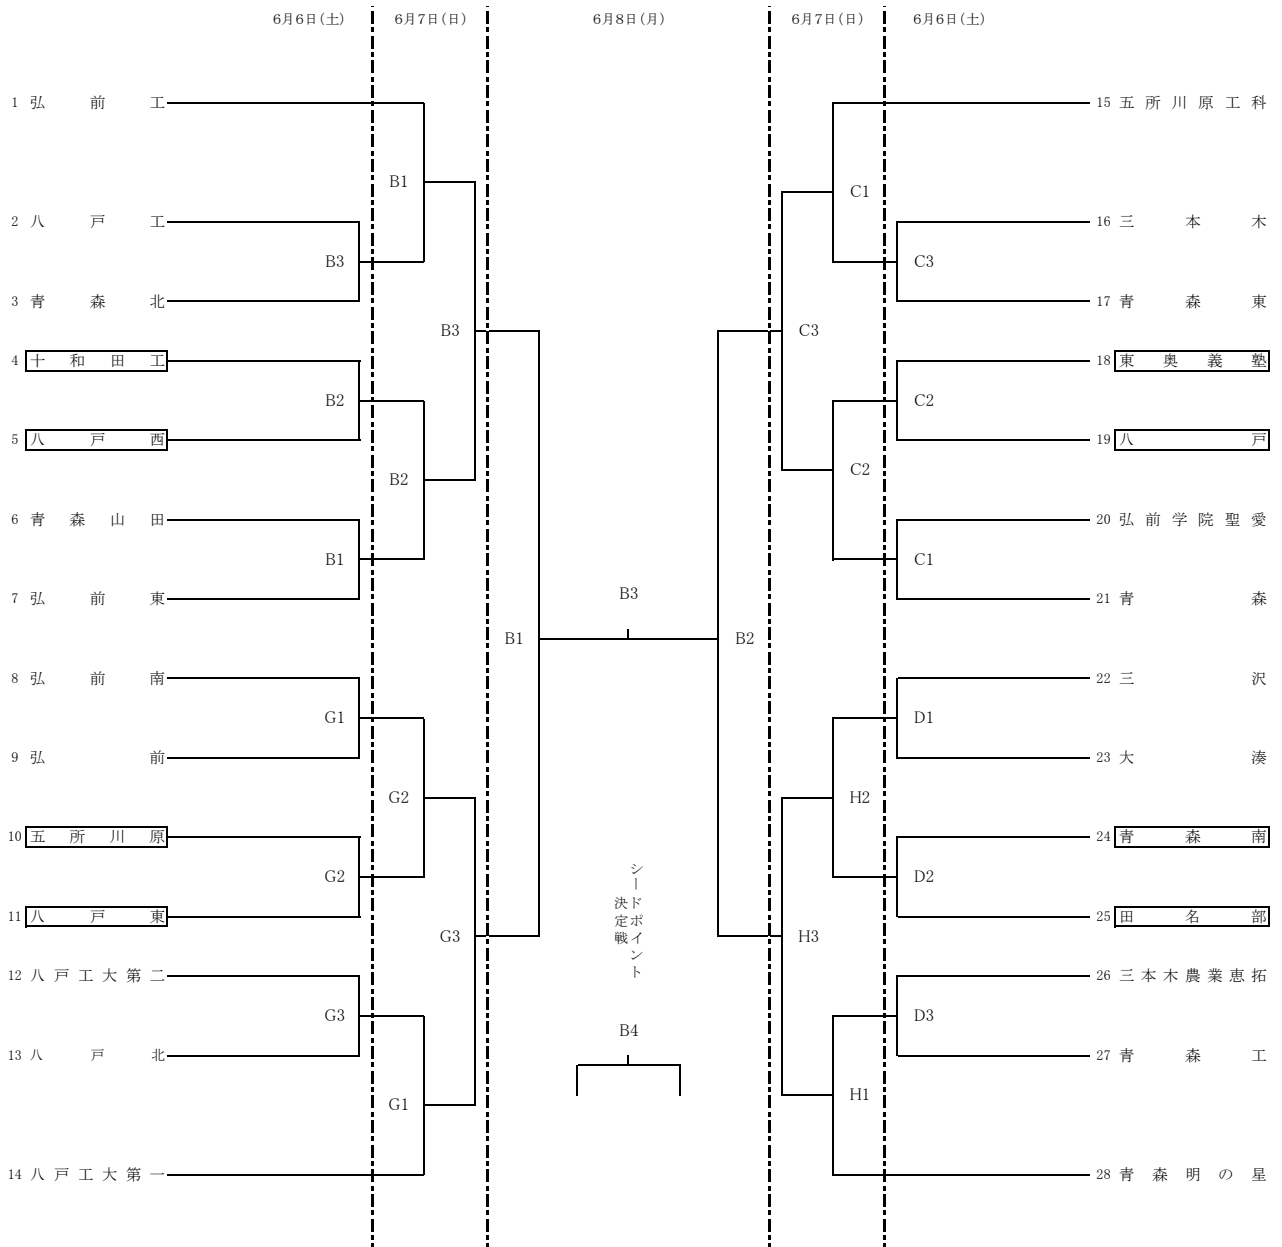 6月6日(土) 6月7日(日) 6月8日(月) 6月7日(日) 6月6日(土)
1 弘前工
B1
2 八戸工
B3
3 青森北
B3
4 十和田工
B2
5 八戸西
B2
6 青森山田
B1
7 弘前東
B1
8 弘前南
G1
9 弘前
G2
10 五所川原
G2
11 八戸東
G3
12 八戸工大第二
G3
13 八戸北
G1
14 八戸工大第一
B3
シードポイント
決定戦
B4
15 五所川原工科
C1
16 三本木
C3
17 青森東
C3
18 東奥義塾
C2
19 八戸
C2
20 弘前学院聖愛
C1
21 青森
B2
22 三沢
D1
23 大湊
H2
24 青森南
D2
25 田名部
H3
26 三本木農業恵拓
D3
27 青森工
H1
28 青森明の星